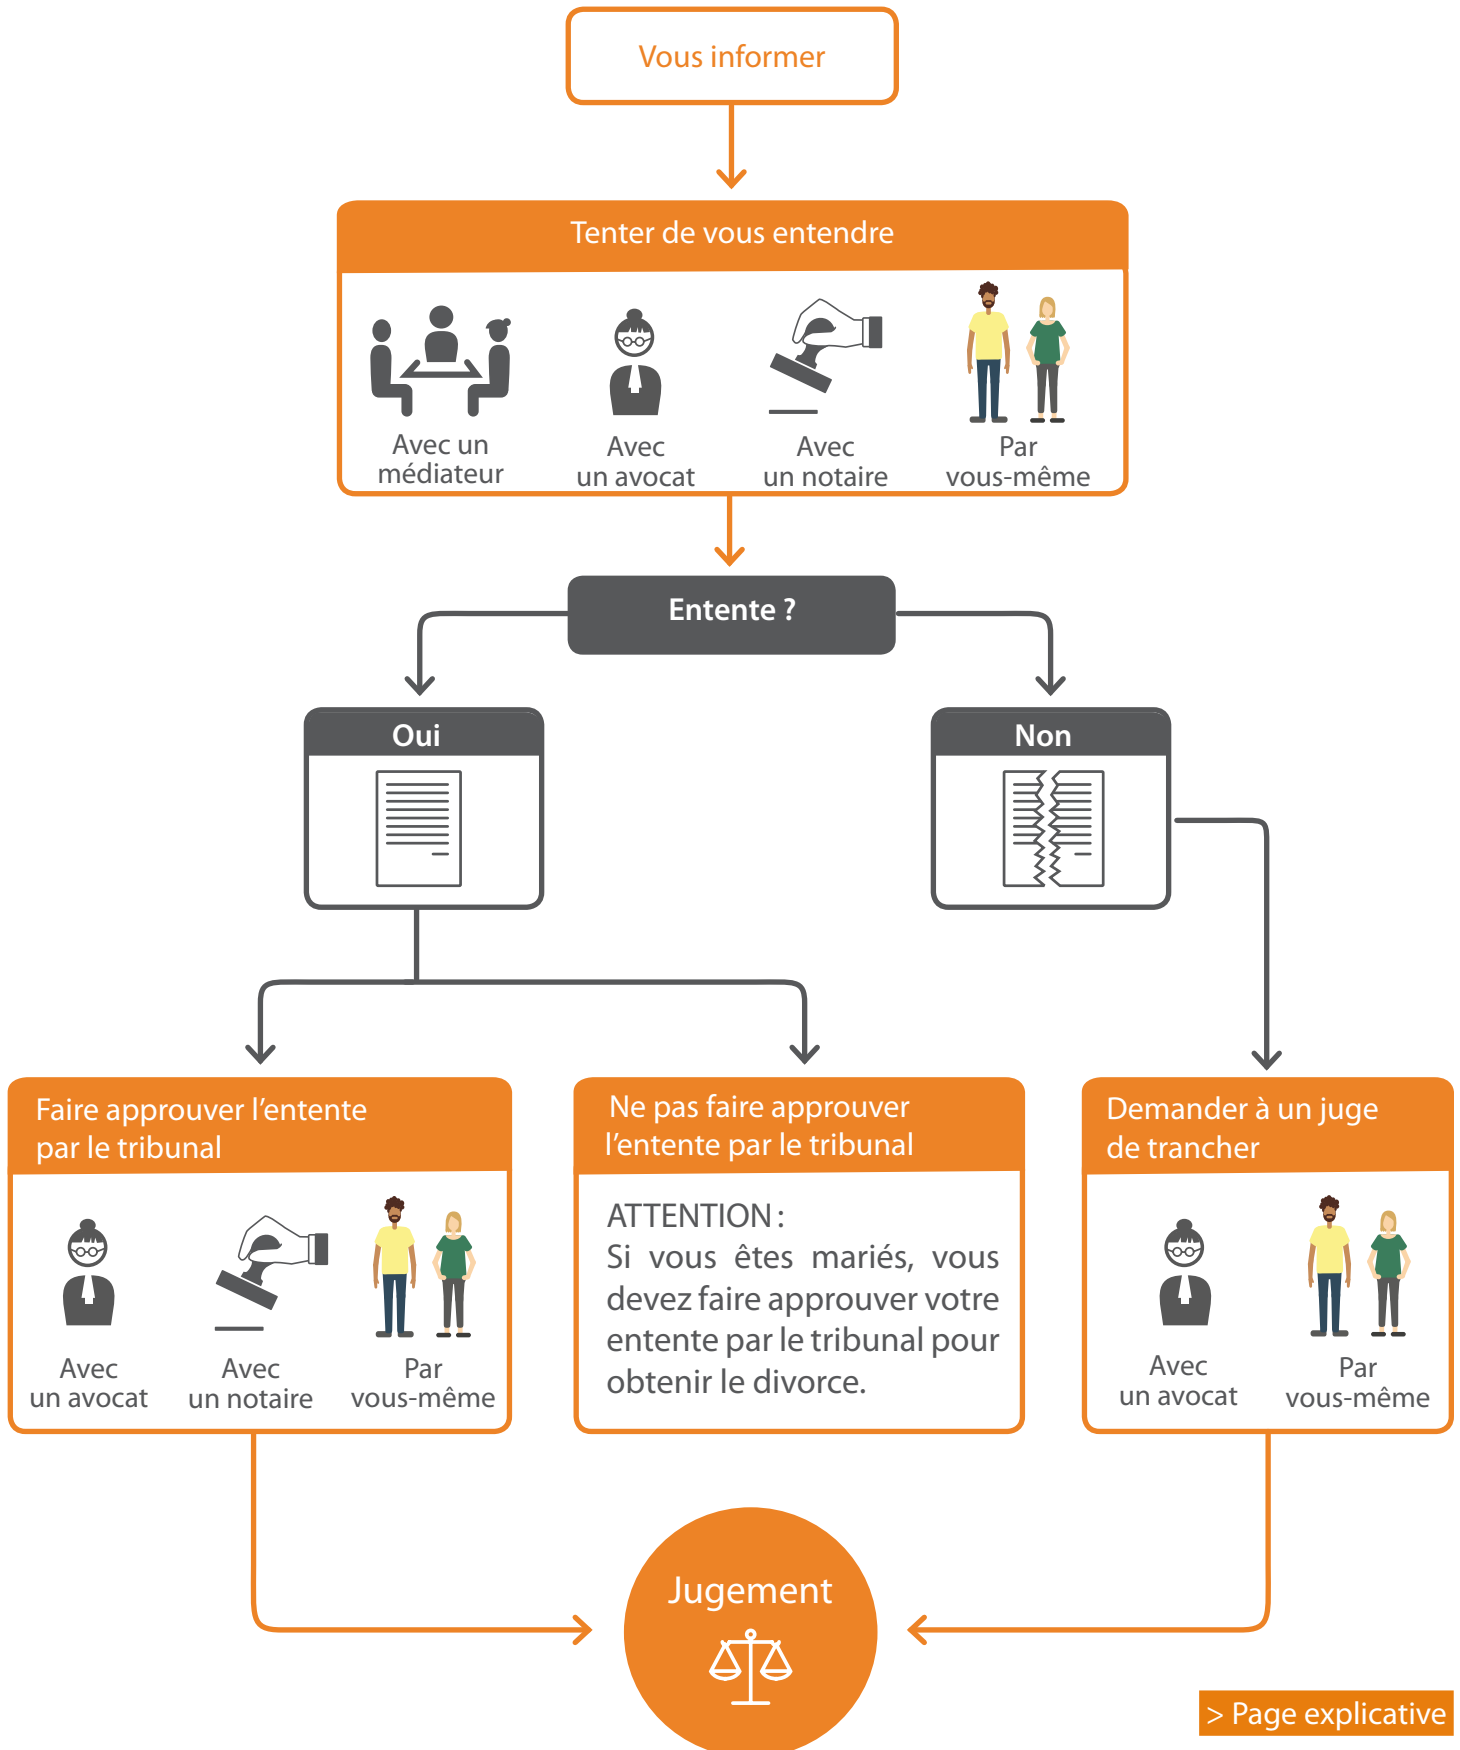 Vous informer
Tenter de vous entendre
Avec un
médiateur
Avec
un avocat
Avec
un notaire
Par
vous-même
Entente ?
Oui
Non
Faire approuver l'entente
par le tribunal
Avec
un avocat
Avec
un notaire
Par
vous-même
Ne pas faire approuver
l'entente par le tribunal
ATTENTION :
Si vous êtes mariés, vous
devez faire approuver votre
entente par le tribunal pour
obtenir le divorce.
Demander à un juge
de trancher
Avec
un avocat
Par
vous-même
Jugement
> Page explicative